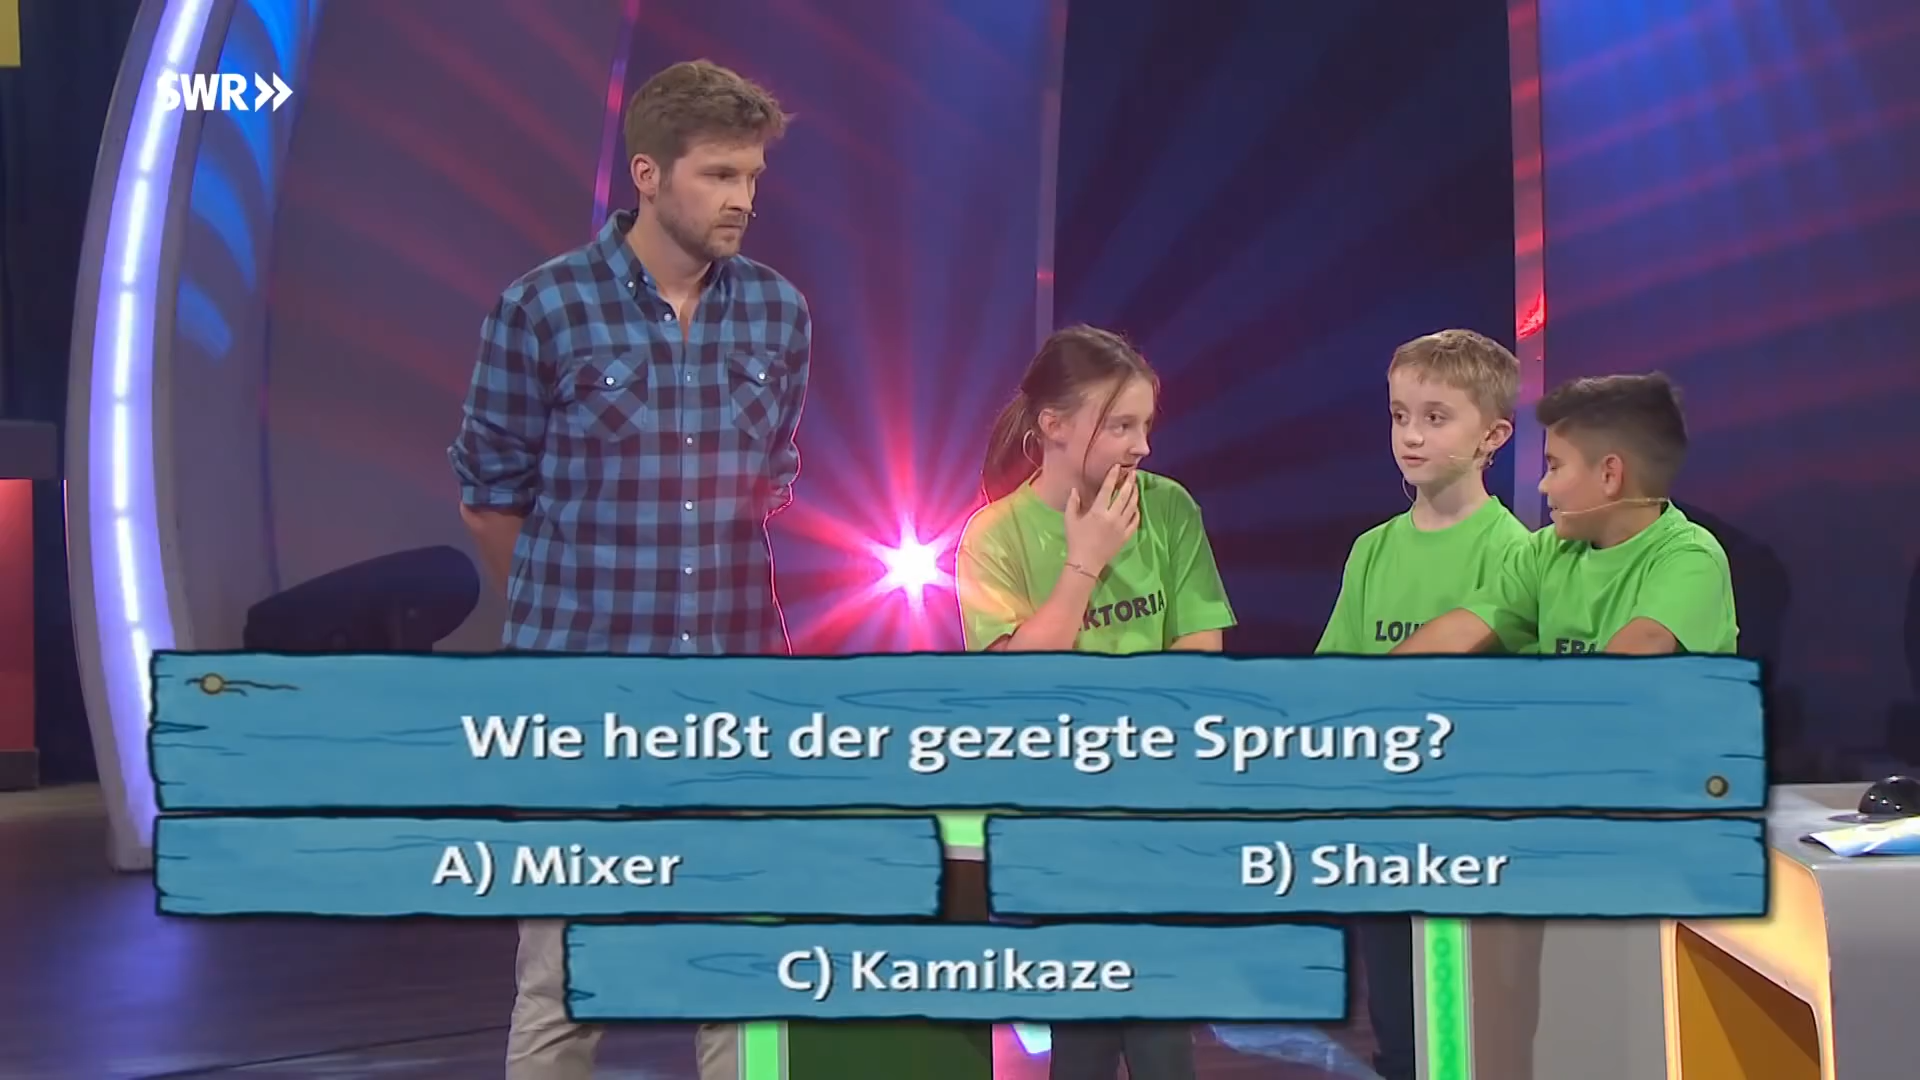 SWR
Wie heißt der gezeigte Sprung?
A) Mixer
B) Shaker
C) Kamikaze